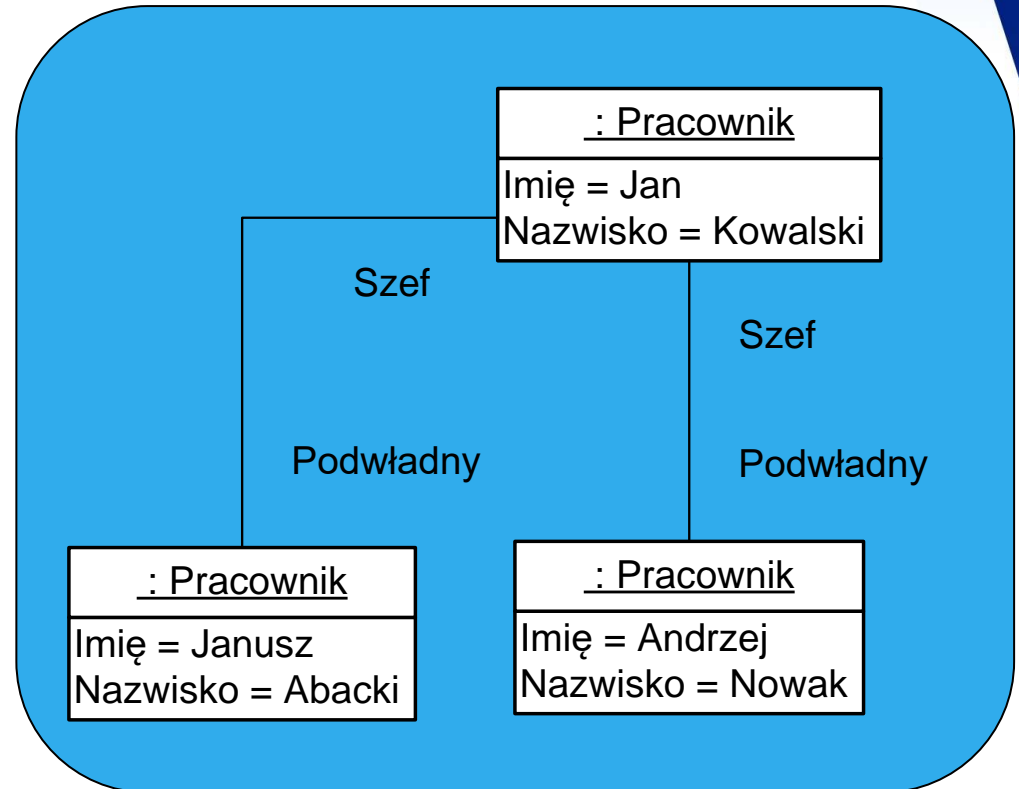 : Pracownik
Imię = Jan
Nazwisko = Kowalski
Szef
Szef
Podwładny
Podwładny
: Pracownik
Imię = Janusz
Nazwisko = Abacki
: Pracownik
Imię = Andrzej
Nazwisko = Nowak